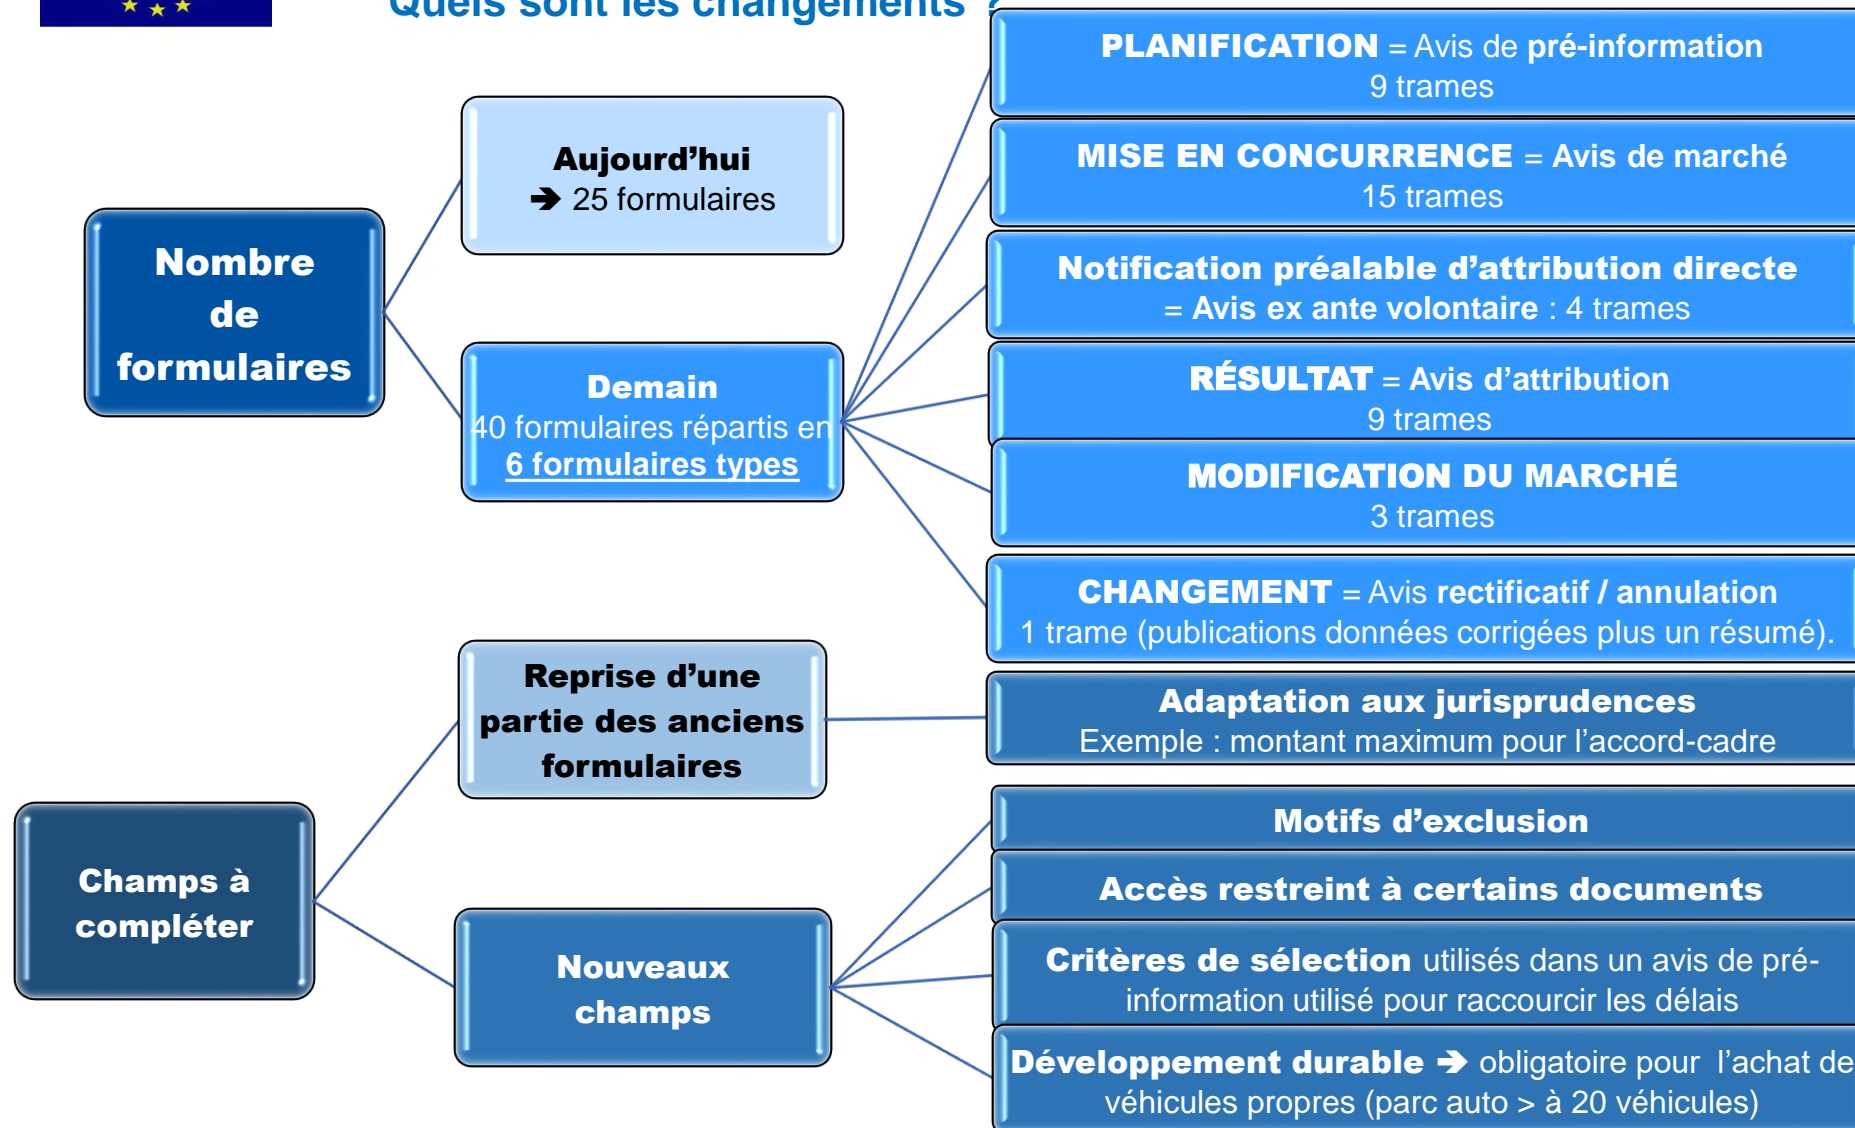 Quels sont les changements ?
Nombre
de
formulaires
Aujourd’hui
➔ 25 formulaires
Demain
40 formulaires répartis en
6 formulaires types
PLANIFICATION = Avis de pré-information
9 trames
MISE EN CONCURRENCE = Avis de marché
15 trames
Notification préalable d’attribution directe
= Avis ex ante volontaire : 4 trames
RÉSULTAT = Avis d’attribution
9 trames
MODIFICATION DU MARCHÉ
3 trames
CHANGEMENT = Avis rectificatif / annulation
1 trame (publications données corrigées plus un résumé).
Champs à
compléter
Reprise d’une
partie des anciens
formulaires
Adaptation aux jurisprudences
Exemple : montant maximum pour l’accord-cadre
Nouveaux
champs
Motifs d’exclusion
Accès restreint à certains documents
Critères de sélection utilisés dans un avis de pré-
information utilisé pour raccourcir les délais
Développement durable ➔ obligatoire pour l’achat de
véhicules propres (parc auto > à 20 véhicules)